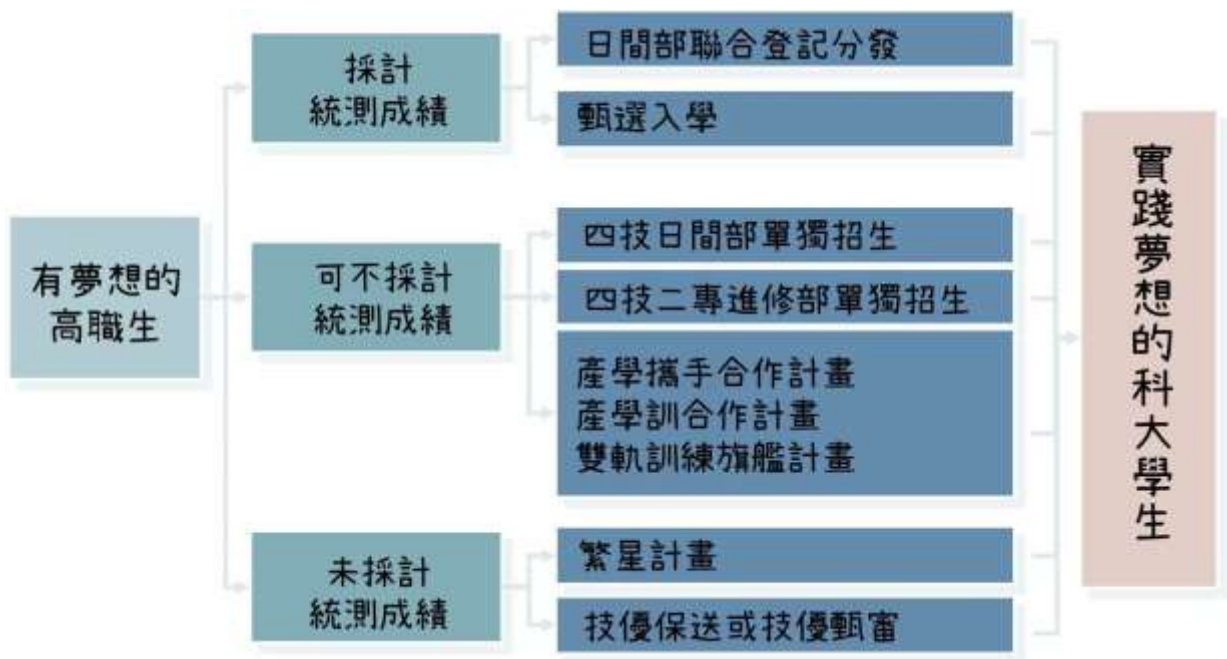 有夢想的
高職生
採計
統測成績
日間部聯合登記分發
甄選入學
可不採計
統測成績
四技日間部單獨招生
四技二專進修部單獨招生
產學攜手合作計畫
產學訓合作計畫
雙軌訓練旗艦計畫
未採計
統測成績
繁星計畫
技優保送或技優甄審
實踐夢想的科大學生